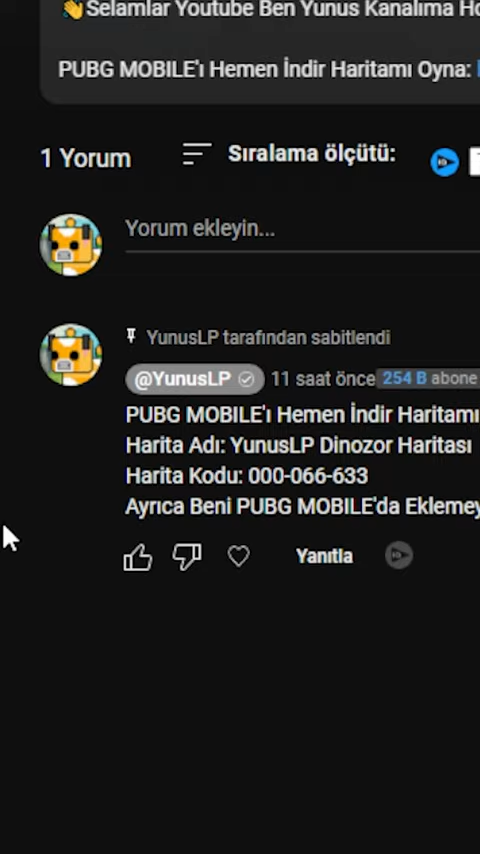 👋Selamlar Youtube Ben Yunus Kanalıma
PUBG MOBILE'ı Hemen İndir Haritamı Oyna:
1 Yorum
Sıralama ölçütü:
Yorum ekleyin...
YunusLP tarafından sabitlendi
@YunusLP 11 saat önce 254 B abone
PUBG MOBILE'ı Hemen İndir Haritamı
Harita Adı: YunusLP Dinozor Haritası
Harita Kodu: 000-066-633
Ayrıca Beni PUBG MOBILE'da Eklemey
Yanıtla